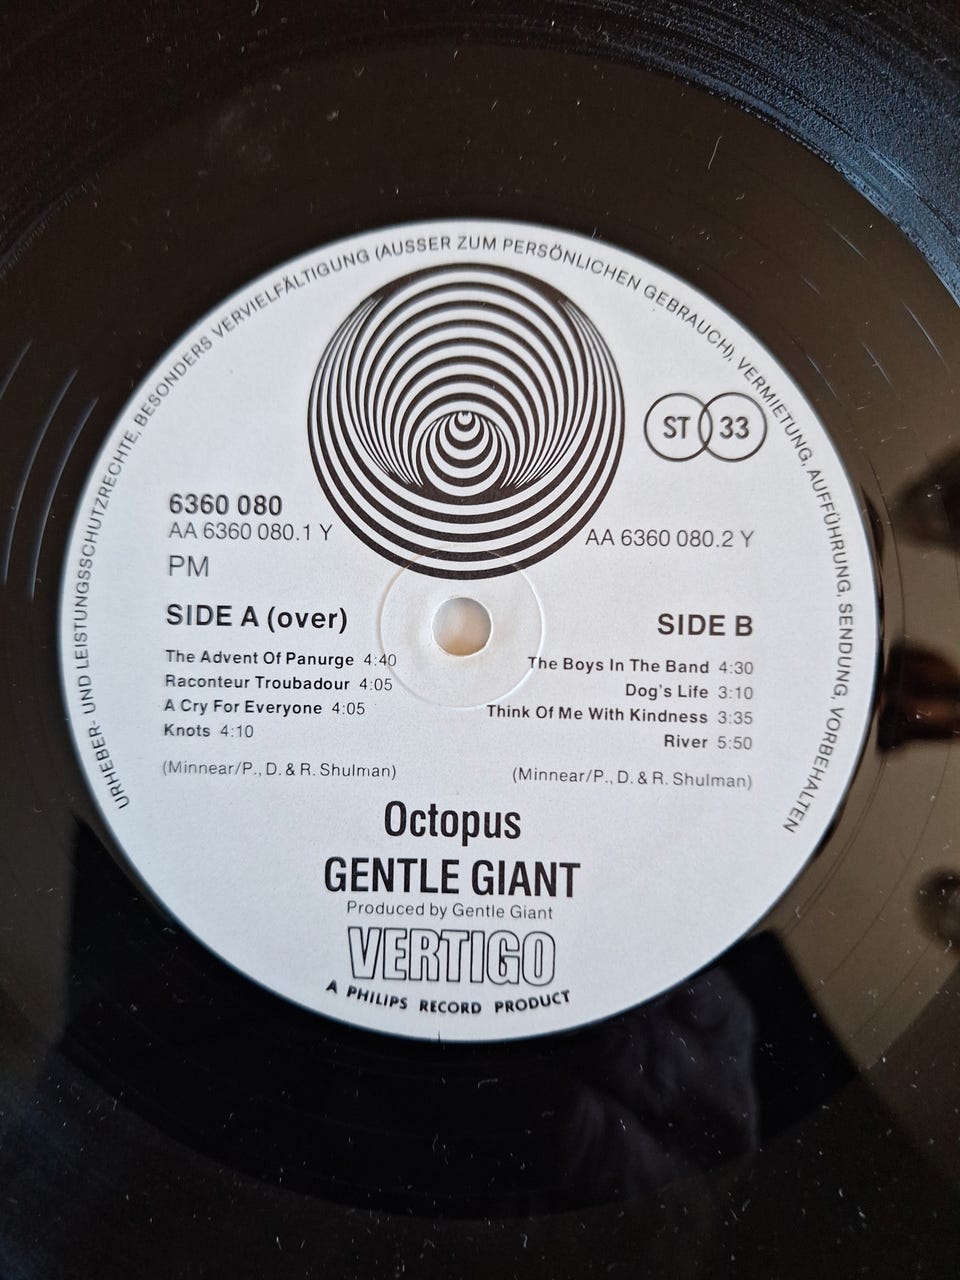 URHEBER- UND LEISTUNGSSCHUTZRECHTE, BESONDERS VERVIELFÄLTIGUNG (AUSSER ZUM PERSÖNLICHEN GEBRAUCH), VERMIETUNG, AUFFÜHRUNG, SENDUNG, VORBEHALTEN
ST 33
6360 080
AA 6360 080.1 Y
AA 6360 080.2 Y
PM
SIDE A (over)
The Advent Of Panurge 4:40
Raconteur Troubadour 4:05
A Cry For Everyone 4:05
Knots 4:10
(Minnear/P., D. & R. Shulman)
SIDE B
The Boys In The Band 4:30
Dog's Life 3:10
Think Of Me With Kindness 3:35
River 5:50
(Minnear/P., D. & R. Shulman)
Octopus
GENTLE GIANT
Produced by Gentle Giant
VERTIGO
A PHILIPS RECORD PRODUCT